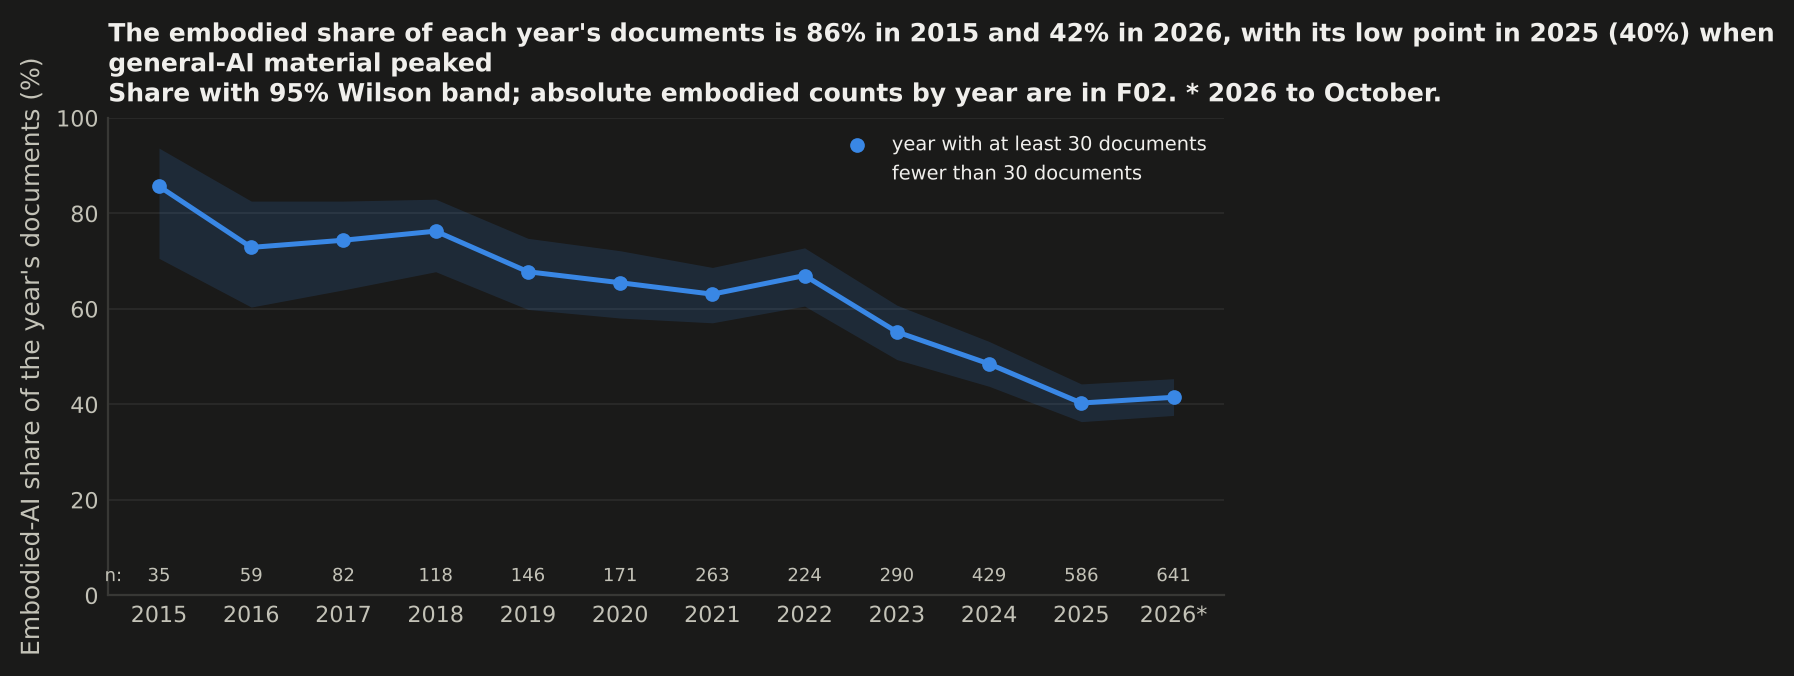 The embodied share of each year's documents is 86% in 2015 and 42% in 2026, with its low point in 2025 (40%) when
general-AI material peaked
Share with 95% Wilson band; absolute embodied counts by year are in F02. * 2026 to October.
Embodied-AI share of the year's documents (%)
100
80
60
40
20
0
year with at least 30 documents
fewer than 30 documents
n: 35 59 82 118 146 171 263 224 290 429 586 641
2015 2016 2017 2018 2019 2020 2021 2022 2023 2024 2025 2026*